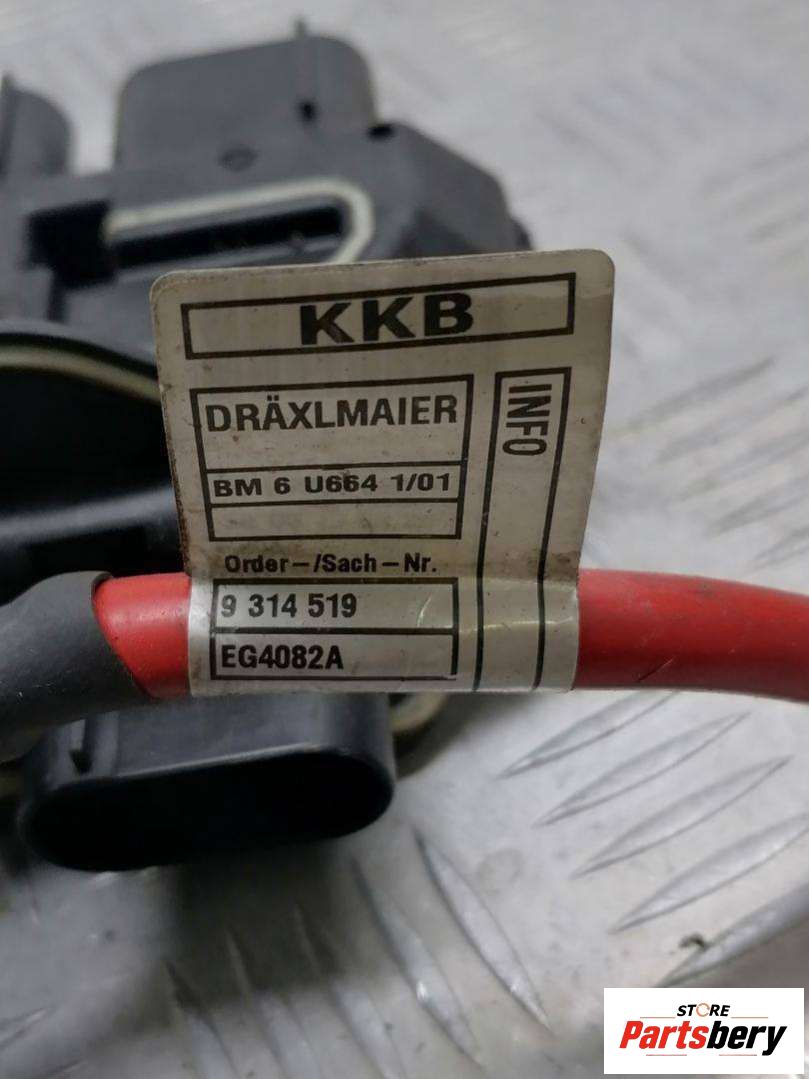 KKB
DRÄXLMAIER
INFO
BM 6 U664 1/01
Order-/Sach-Nr.
9 314 519
EG4082A
STORE
Partsbery